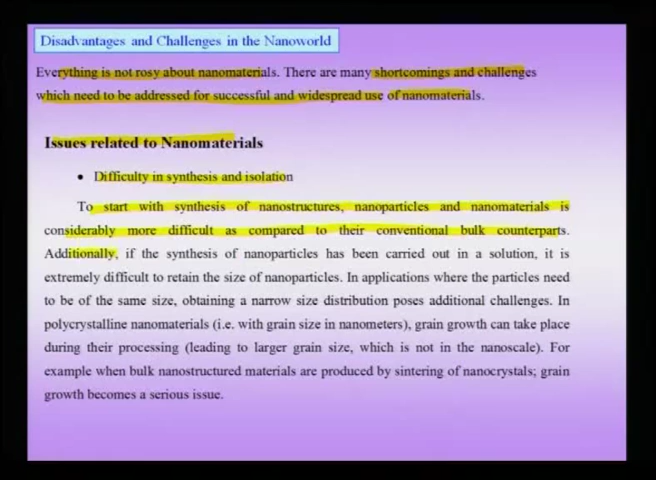 Disadvantages and Challenges in the Nanoworld
Everything is not rosy about nanomaterials. There are many shortcomings and challenges
which need to be addressed for successful and widespread use of nanomaterials.
Issues related to Nanomaterials
• Difficulty in synthesis and isolation
To start with synthesis of nanostructures, nanoparticles and nanomaterials is
considerably more difficult as compared to their conventional bulk counterparts.
Additionally, if the synthesis of nanoparticles has been carried out in a solution, it is
extremely difficult to retain the size of nanoparticles. In applications where the particles need
to be of the same size, obtaining a narrow size distribution poses additional challenges. In
polycrystalline nanomaterials (i.e. with grain size in nanometers), grain growth can take place
during their processing (leading to larger grain size, which is not in the nanoscale). For
example when bulk nanostructured materials are produced by sintering of nanocrystals; grain
growth becomes a serious issue.